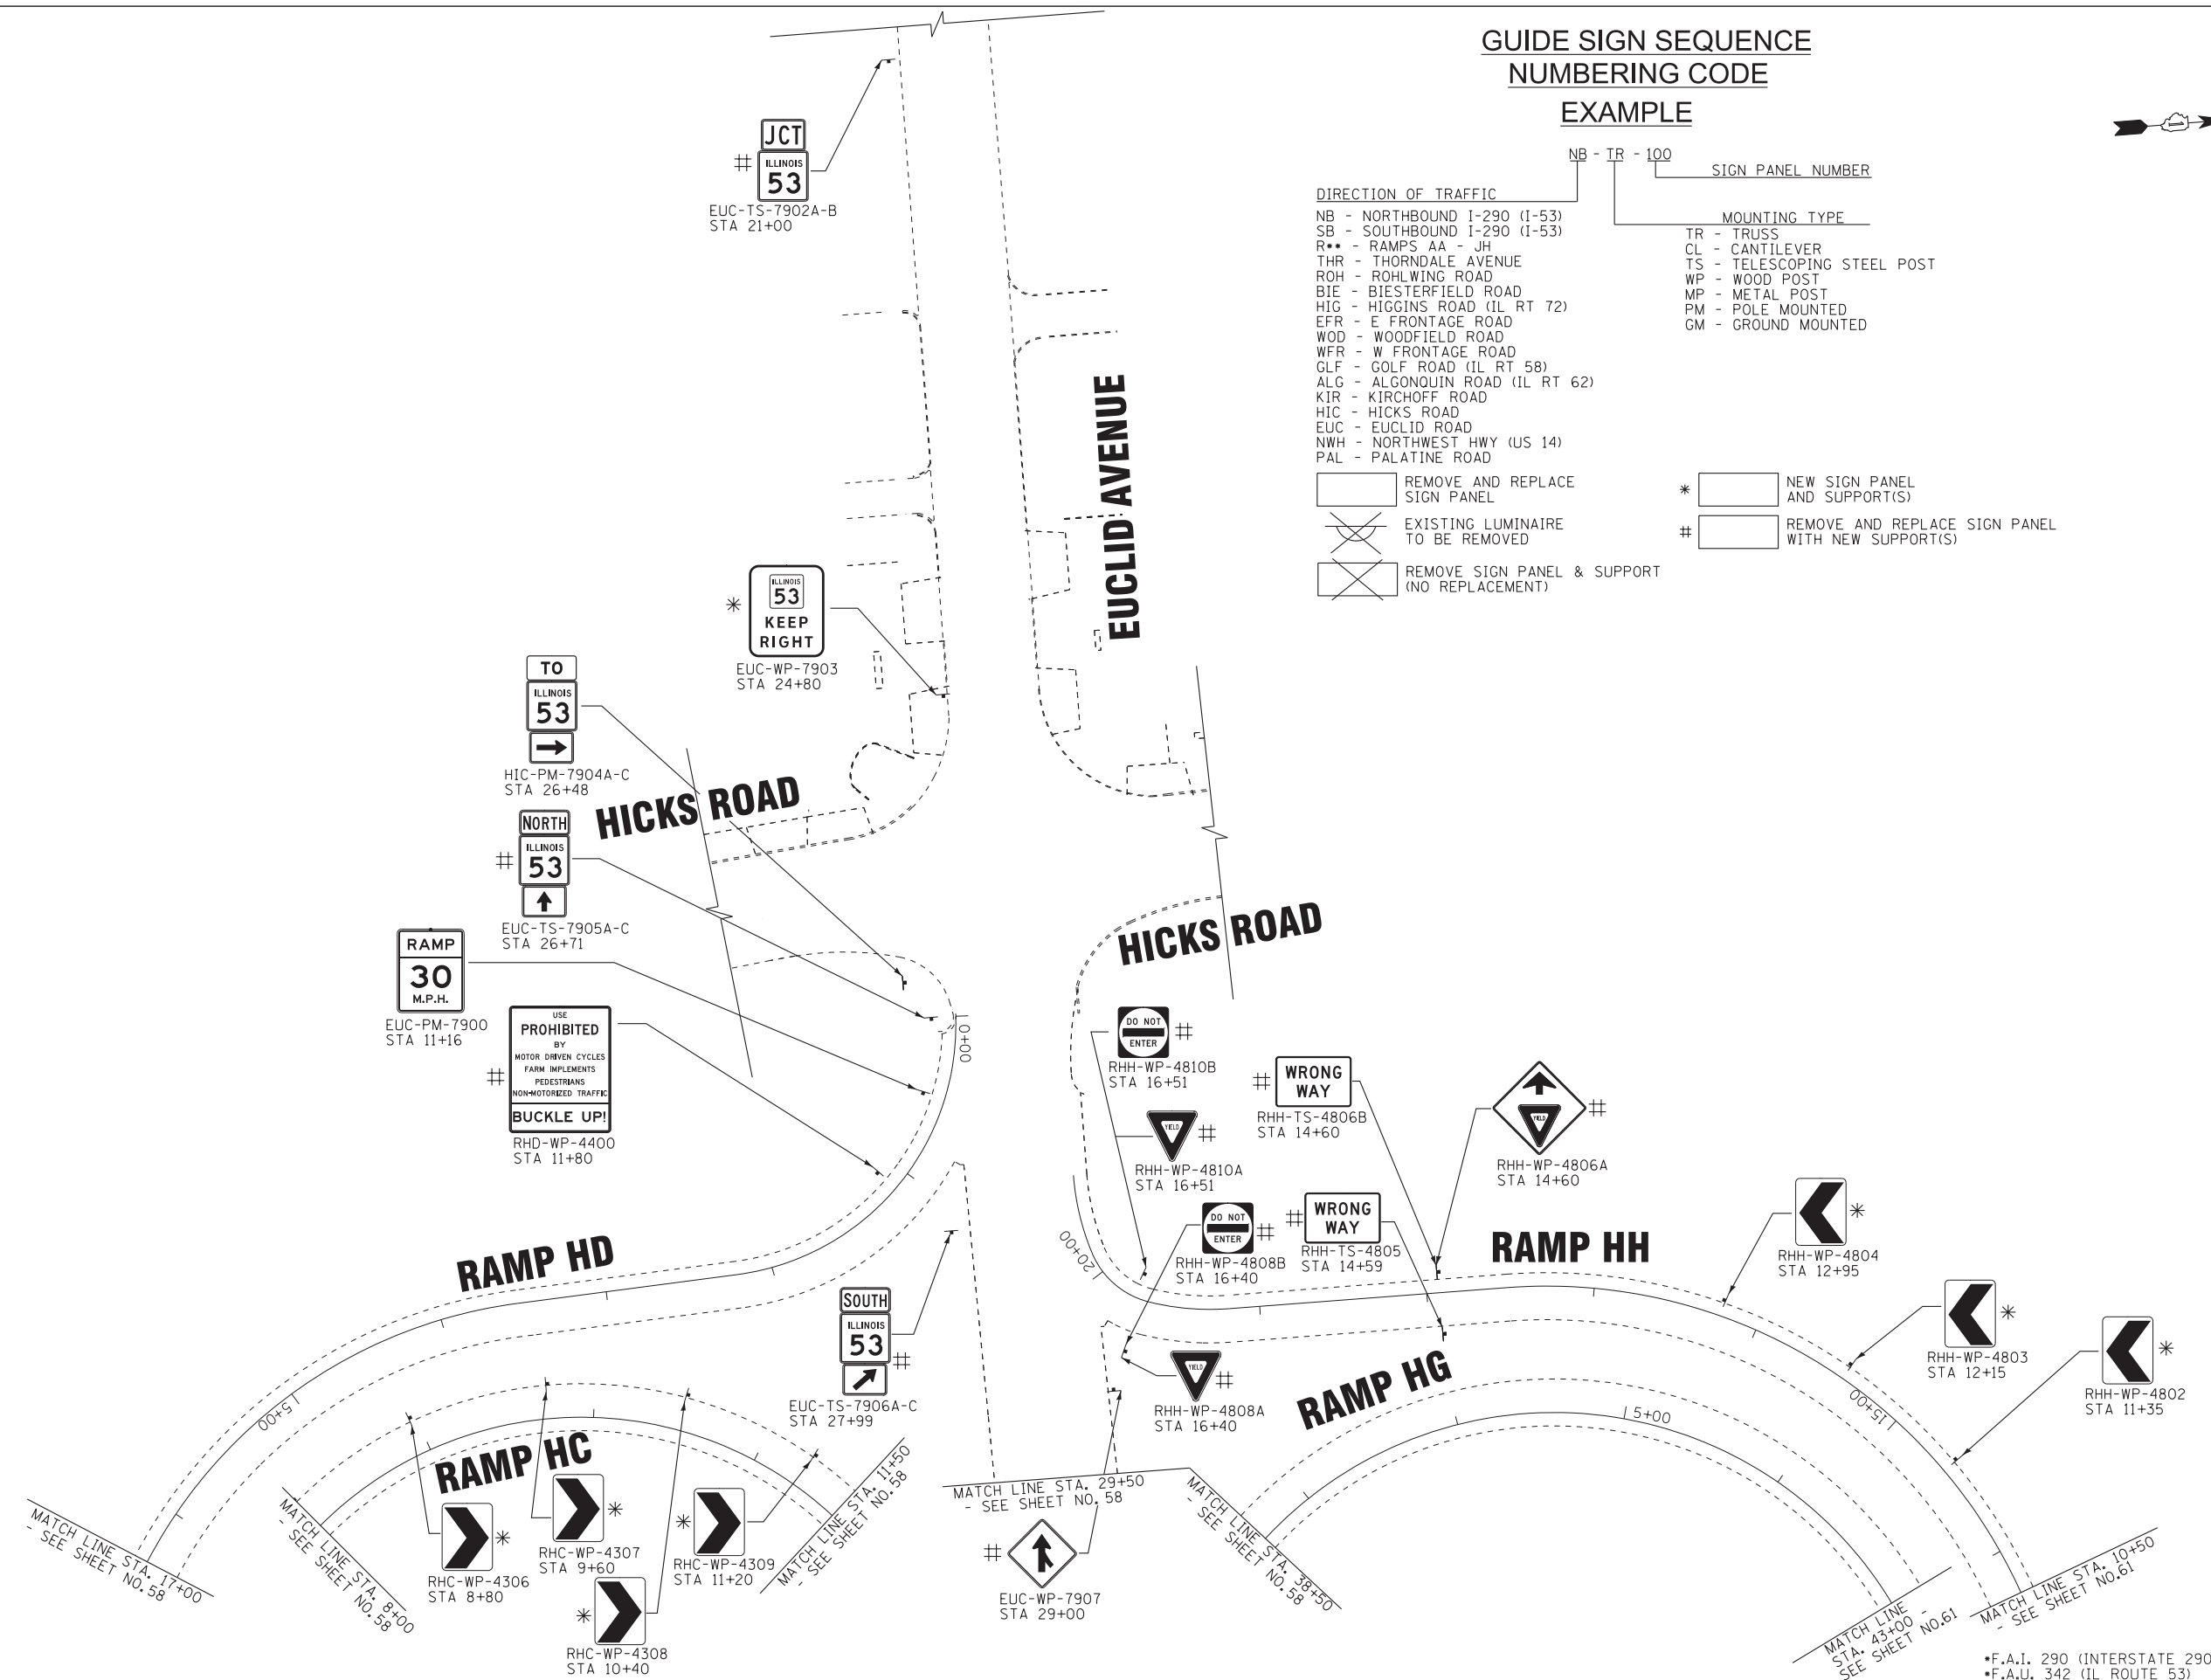 GUIDE SIGN SEQUENCE
NUMBERING CODE
EXAMPLE
NB - TR - 100
SIGN PANEL NUMBER
DIRECTION OF TRAFFIC
NB - NORTHBOUND I-290 (I-53)
SB - SOUTHBOUND I-290 (I-53)
R** - RAMPS AA - JH
THR - THORNDALE AVENUE
ROH - ROHLWING ROAD
BIE - BIESTERFIELD ROAD
HIG - HIGGINS ROAD (IL RT 72)
EFR - E FRONTAGE ROAD
WOD - WOODFIELD ROAD
WFR - W FRONTAGE ROAD
GLF - GOLF ROAD (IL RT 58)
ALG - ALGONQUIN ROAD (IL RT 62)
KIR - KIRCHOFF ROAD
HIC - HICKS ROAD
EUC - EUCLID ROAD
NWH - NORTHWEST HWY (US 14)
PAL - PALATINE ROAD
MOUNTING TYPE
TR - TRUSS
CL - CANTILEVER
TS - TELESCOPING STEEL POST
WP - WOOD POST
MP - METAL POST
PM - POLE MOUNTED
GM - GROUND MOUNTED
REMOVE AND REPLACE
SIGN PANEL
EXISTING LUMINAIRE
TO BE REMOVED
REMOVE SIGN PANEL & SUPPORT
(NO REPLACEMENT)
* NEW SIGN PANEL
AND SUPPORT(S)
# REMOVE AND REPLACE SIGN PANEL
WITH NEW SUPPORT(S)
JCT
#
ILLINOIS
53
EUC-TS-7902A-B
STA 21+00
EUCLID AVENUE
*
ILLINOIS
53
KEEP
RIGHT
EUC-WP-7903
STA 24+80
TO
ILLINOIS
53
HIC-PM-7904A-C
STA 26+48
HICKS ROAD
NORTH
#
ILLINOIS
53
EUC-TS-7905A-C
STA 26+71
HICKS ROAD
RAMP
30
M.P.H.
EUC-PM-7900
STA 11+16
#
USE
PROHIBITED
BY
MOTOR DRIVEN CYCLES
FARM IMPLEMENTS
PEDESTRIANS
NON-MOTORIZED TRAFFIC
BUCKLE UP!
RHD-WP-4400
STA 11+80
10+00
DO NOT
ENTER
#
RHH-WP-4810B
STA 16+51
YIELD
#
RHH-WP-4810A
STA 16+51
#
WRONG
WAY
RHH-TS-4806B
STA 14+60
YIELD
#
RHH-WP-4806A
STA 14+60
DO NOT
ENTER
#
RHH-WP-4808B
STA 16+40
#
WRONG
WAY
RHH-TS-4805
STA 14+59
RAMP HH
*
RHH-WP-4804
STA 12+95
*
RHH-WP-4803
STA 12+15
*
RHH-WP-4802
STA 11+35
20+00
RAMP HD
SOUTH
ILLINOIS
53
#
EUC-TS-7906A-C
STA 27+99
YIELD
#
RHH-WP-4808A
STA 16+40
RAMP HG
15+00
5+00
15+00
RAMP HC
*
RHC-WP-4306
STA 8+80
*
RHC-WP-4307
STA 9+60
*
RHC-WP-4308
STA 10+40
*
RHC-WP-4309
STA 11+20
MATCH LINE STA. 17+00
- SEE SHEET NO.58
MATCH LINE STA. 8+00
- SEE SHEET NO.58
MATCH LINE STA. 11+50
- SEE SHEET NO.58
MATCH LINE STA. 29+50
- SEE SHEET NO. 58
#
EUC-WP-7907
STA 29+00
MATCH LINE STA. 38+50
- SEE SHEET NO.58
MATCH LINE
STA. 43+00 -
SEE SHEET NO.61
MATCH LINE STA. 10+50
- SEE SHEET NO.61
*F.A.I. 290 (INTERSTATE 290
*F.A.U. 342 (IL ROUTE 53)